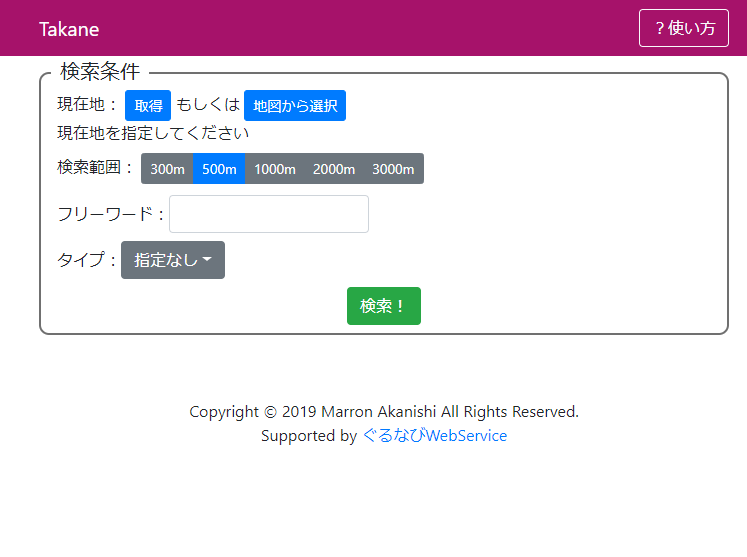 Takane
？使い方
検索条件
現在地： 取得 もしくは 地図から選択
現在地を指定してください
検索範囲： 300m 500m 1000m 2000m 3000m
フリーワード：
タイプ： 指定なし
検索！
Copyright © 2019 Marron Akanishi All Rights Reserved.
Supported by ぐるなびWebService